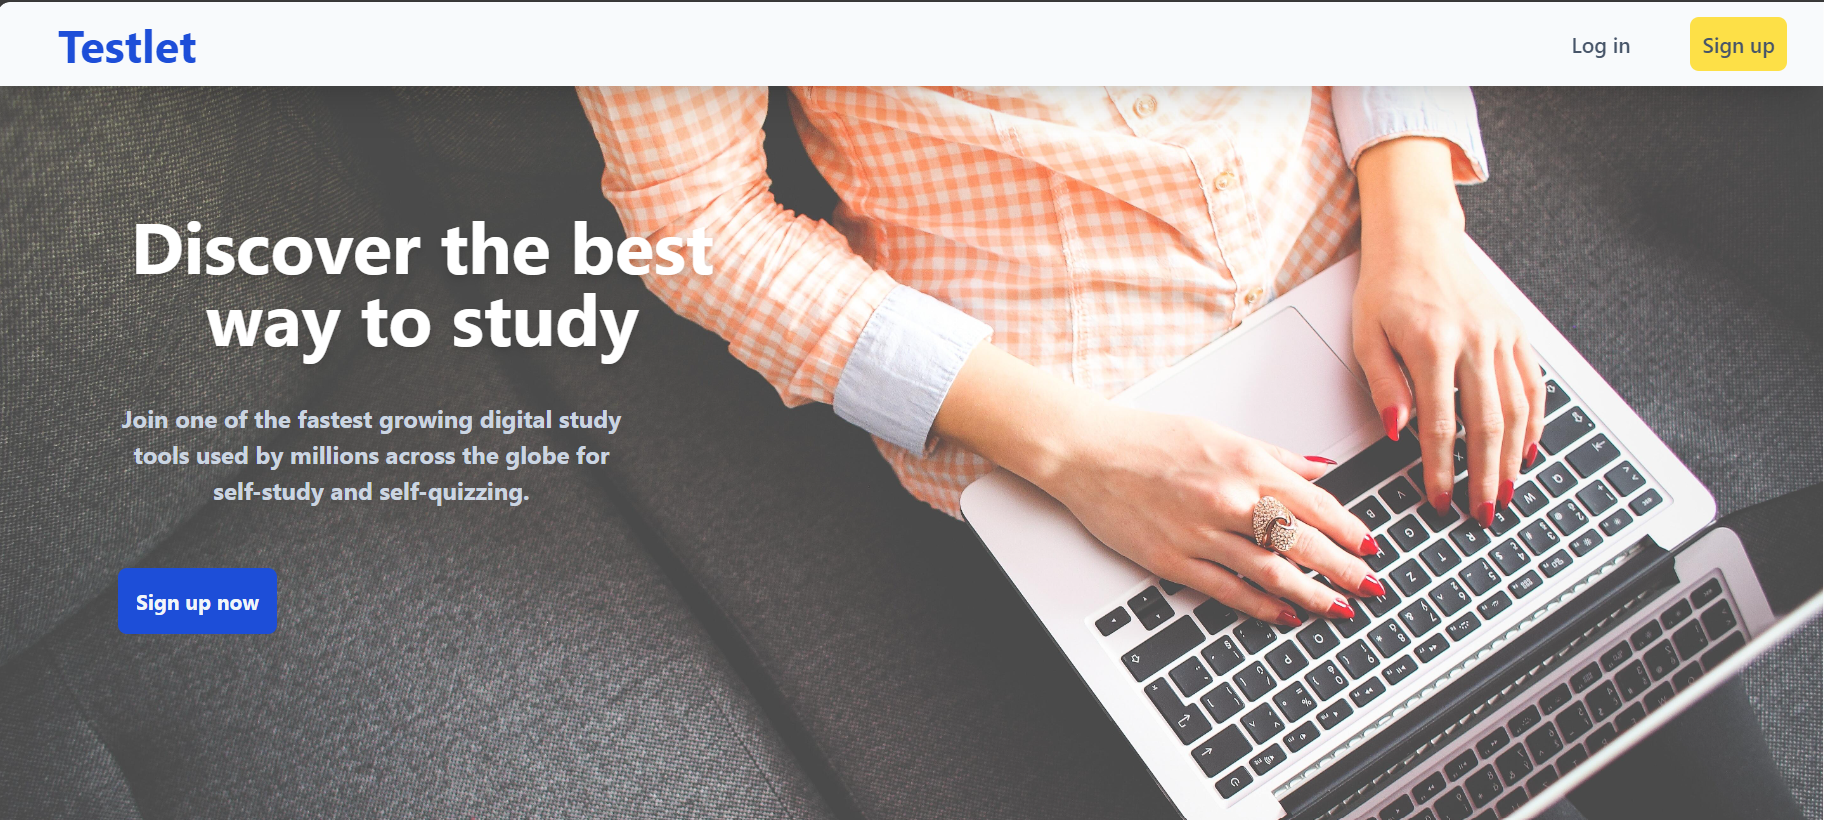 Testlet
Log in
Sign up
Discover the best
way to study
Join one of the fastest growing digital study
tools used by millions across the globe for
self-study and self-quizzing.
Sign up now